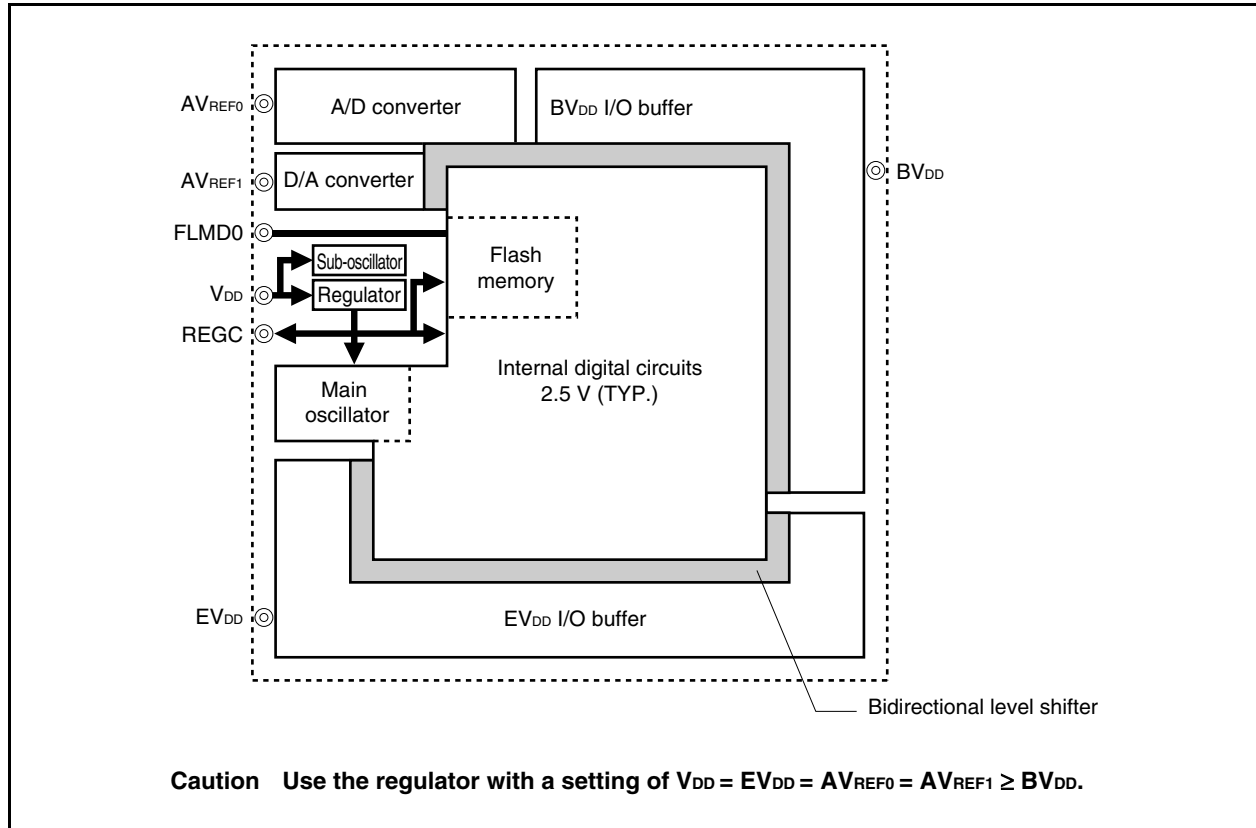 AVREF0
A/D converter
BVDD I/O buffer
AVREF1
D/A converter
BVDD
FLMD0
Flash
memory
Sub-oscillator
VDD
Regulator
REGC
Internal digital circuits
2.5 V (TYP.)
Main
oscillator
EVDD
EVDD I/O buffer
Bidirectional level shifter
Caution Use the regulator with a setting of VDD = EVDD = AVREF0 = AVREF1 ≥ BVDD.